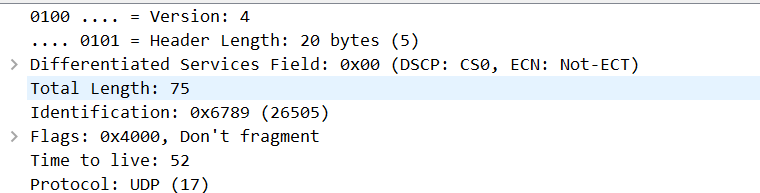 0100 .... = Version: 4
.... 0101 = Header Length: 20 bytes (5)
Differentiated Services Field: 0x00 (DSCP: CS0, ECN: Not-ECT)
Total Length: 75
Identification: 0x6789 (26505)
Flags: 0x4000, Don't fragment
Time to live: 52
Protocol: UDP (17)